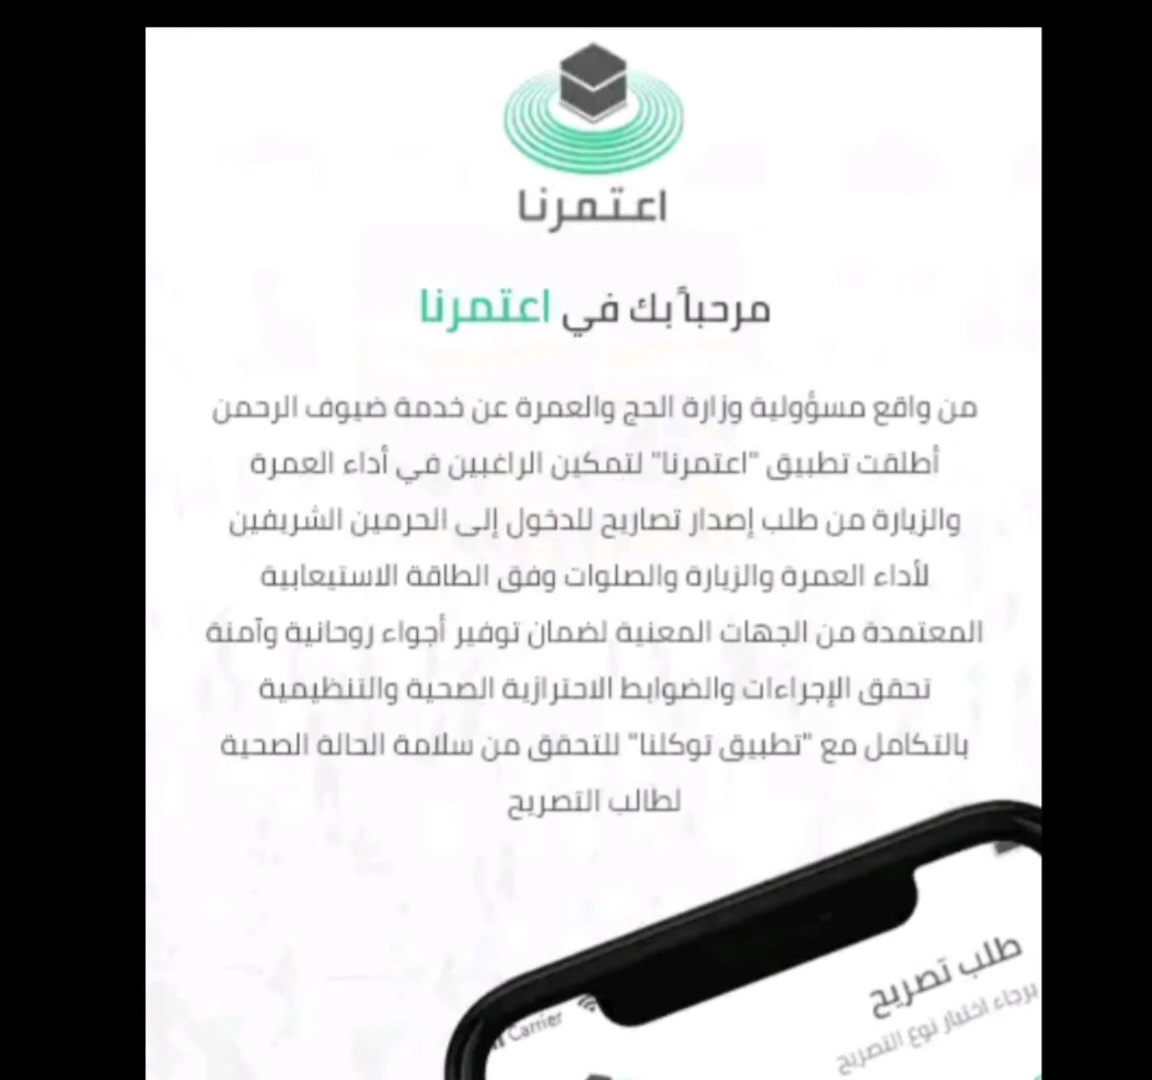 اعتمرنا
مرحباً بك في اعتمرنا
من واقع مسؤولية وزارة الحج والعمرة عن خدمة ضيوف الرحمن
أطلقت تطبيق "اعتمرنا" لتمكين الراغبين في أداء العمرة
والزيارة من طلب إصدار تصاريح للدخول إلى الحرمين الشريفين
لأداء العمرة والزيارة والصلوات وفق الطاقة الاستيعابية
المعتمدة من الجهات المعنية لضمان توفير أجواء روحانية وآمنة
تحقق الإجراءات والضوابط الاحترازية الصحية والتنظيمية
بالتكامل مع "تطبيق توكلنا" للتحقق من سلامة الحالة الصحية
لطالب التصريح
Carrier
طلب تصريح
برجاء اختيار نوع التصريح